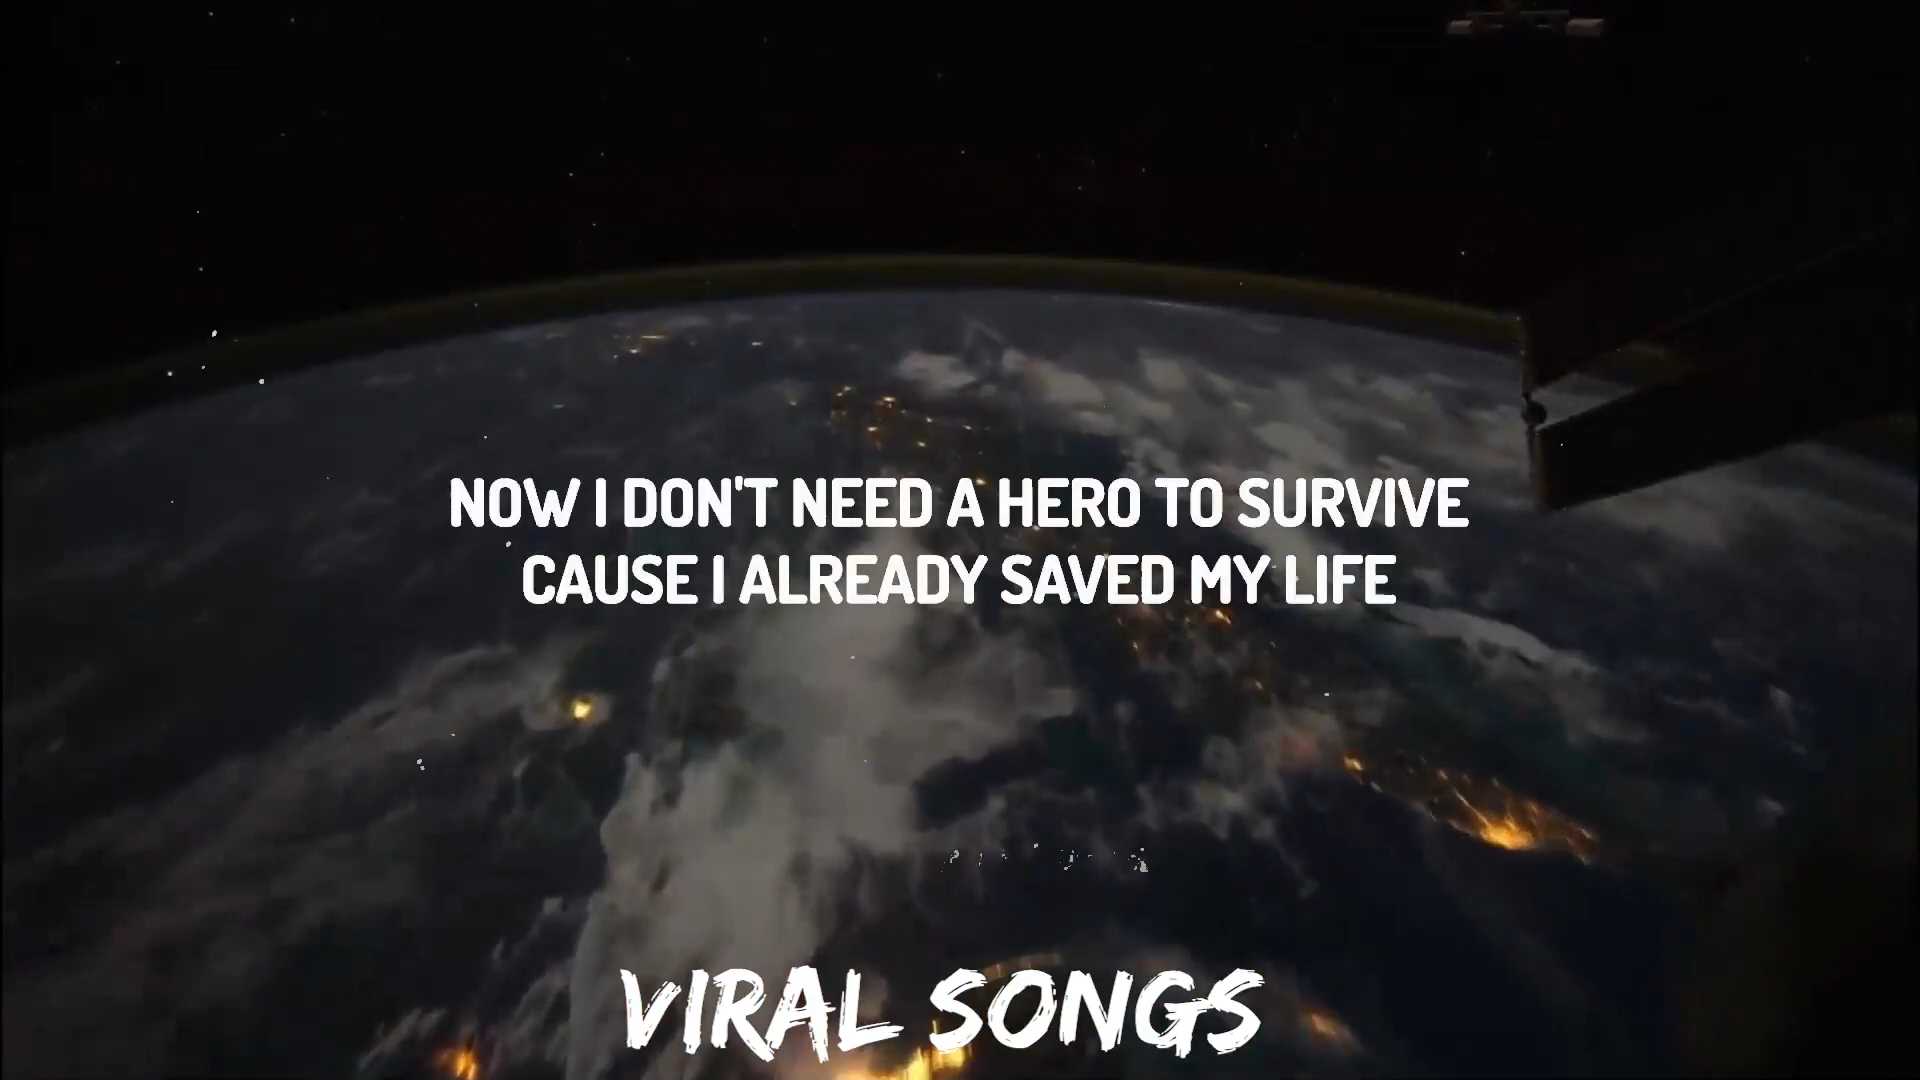 NOW I DON'T NEED A HERO TO SURVIVE
CAUSE I ALREADY SAVED MY LIFE
VIRAL SONGS